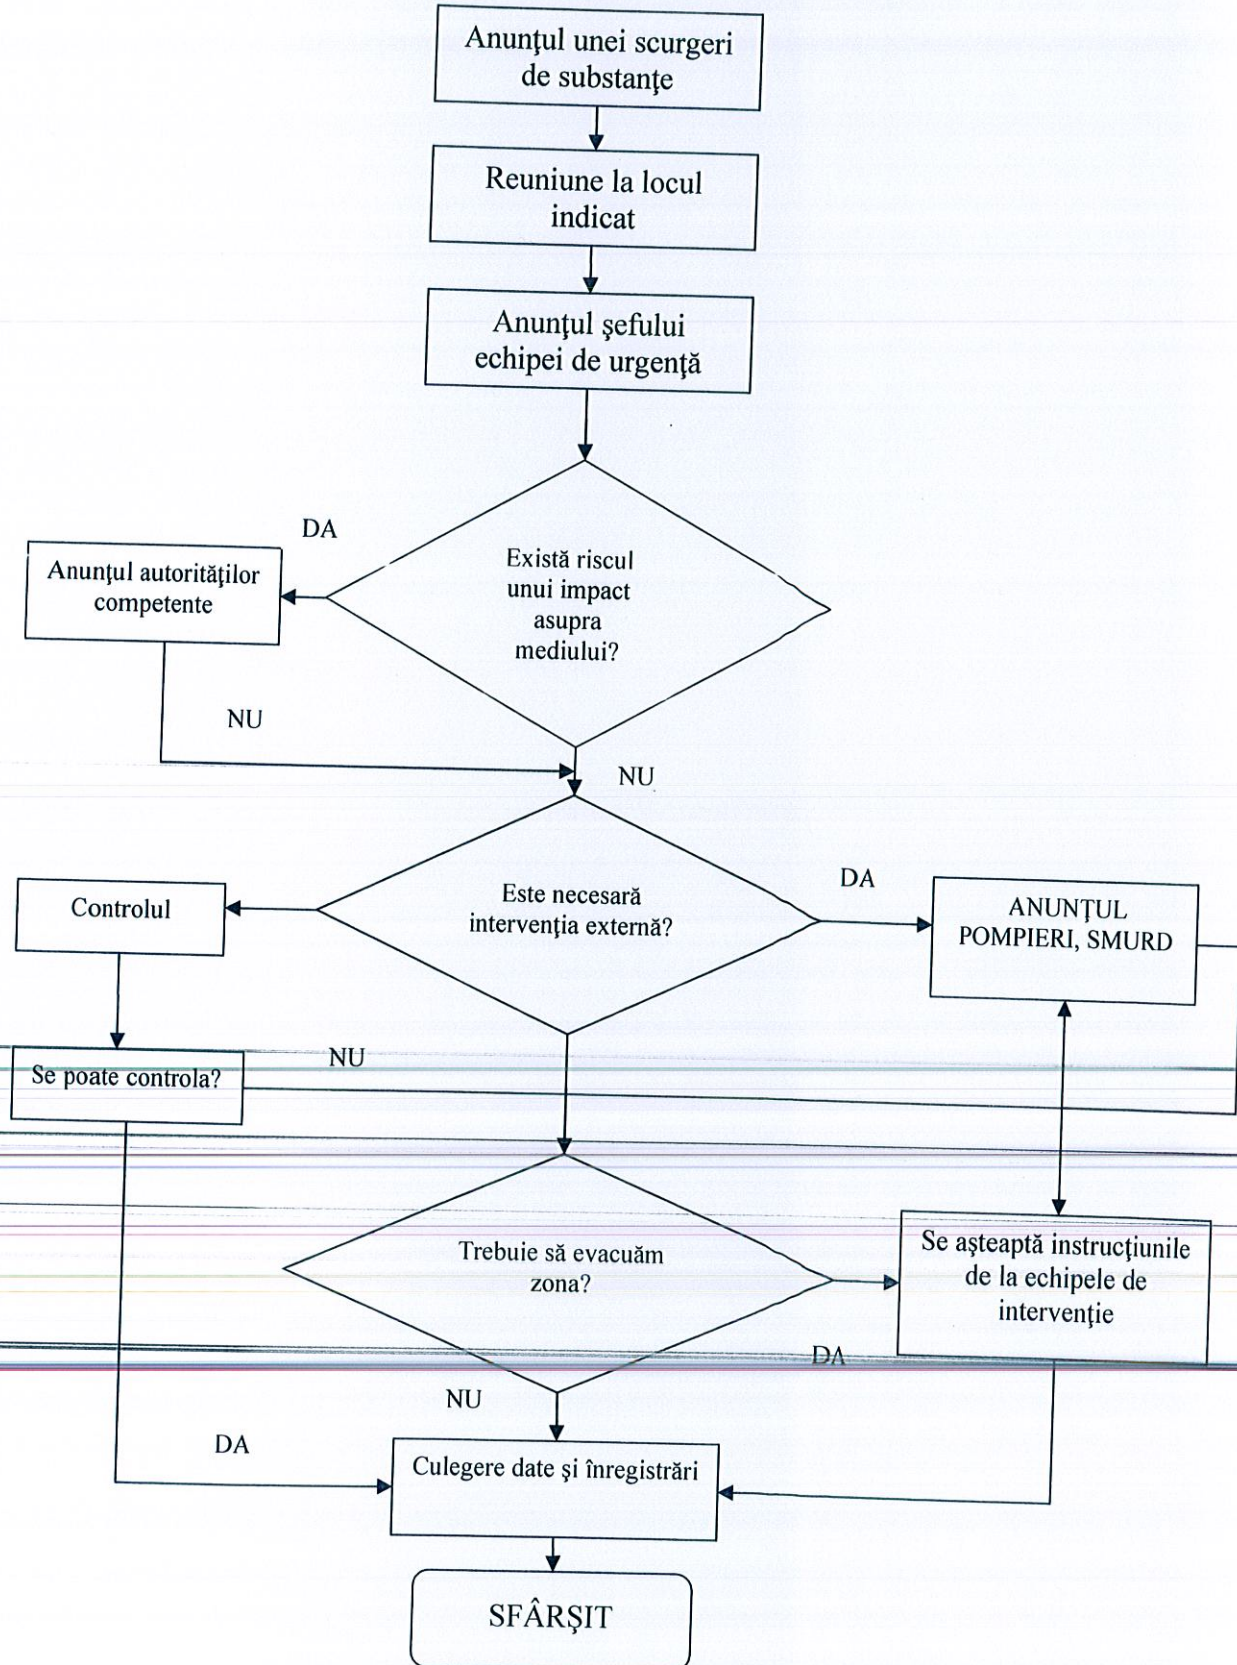 Anunţul unei scurgeri
de substanţe
Reuniune la locul
indicat
Anunţul şefului
echipei de urgenţă
DA
Există riscul
unui impact
asupra
mediului?
Anunţul autorităţilor
competente
NU
NU
DA
Este necesară
intervenţia externă?
Controlul
ANUNŢUL
POMPIERI, SMURD
NU
Se poate controla?
Trebuie să evacuăm
zona?
Se aşteaptă instrucţiunile
de la echipele de
intervenţie
DA
NU
DA
Culegere date şi înregistrări
SFÂRŞIT